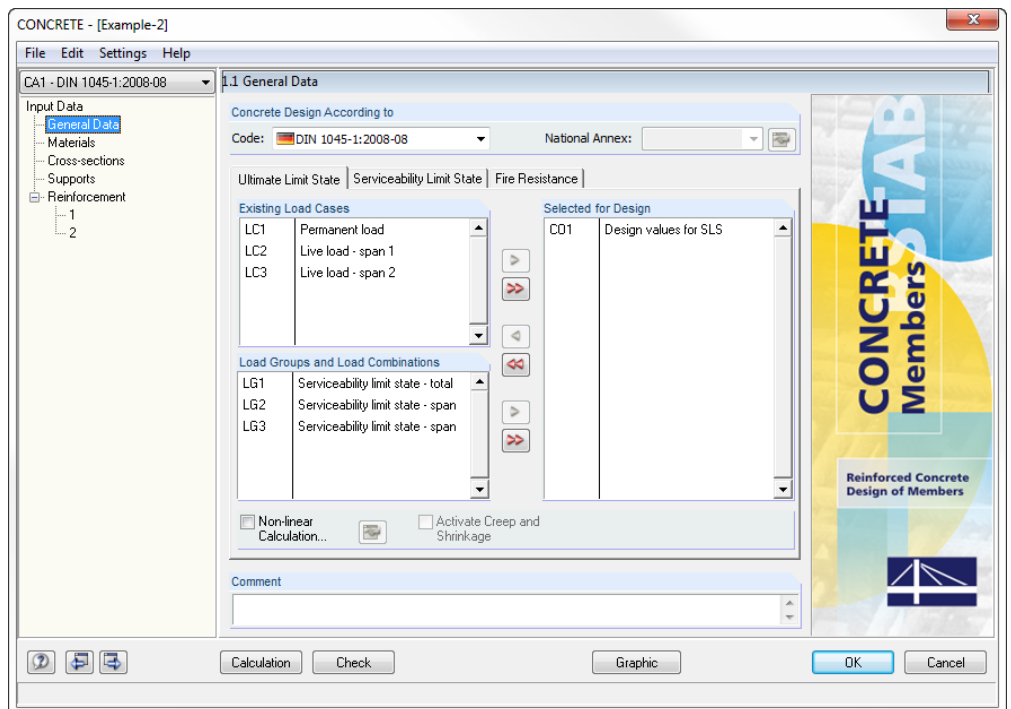 CONCRETE - [Example-2]
x
File Edit Settings Help
CA1 - DIN 1045-1:2008-08
1.1 General Data
Input Data
General Data
Materials
Cross-sections
Supports
Reinforcement
1
2
Concrete Design According to
Code: DIN 1045-1:2008-08 National Annex:
Ultimate Limit State Serviceability Limit State Fire Resistance
Existing Load Cases
LC1 Permanent load
LC2 Live load - span 1
LC3 Live load - span 2
Load Groups and Load Combinations
LG1 Serviceability limit state - total
LG2 Serviceability limit state - span
LG3 Serviceability limit state - span
Selected for Design
CO1 Design values for SLS
Non-linear
Calculation...
Activate Creep and
Shrinkage
Comment
STAB
CONCRETE
Members
Reinforced Concrete
Design of Members
Calculation Check Graphic OK Cancel